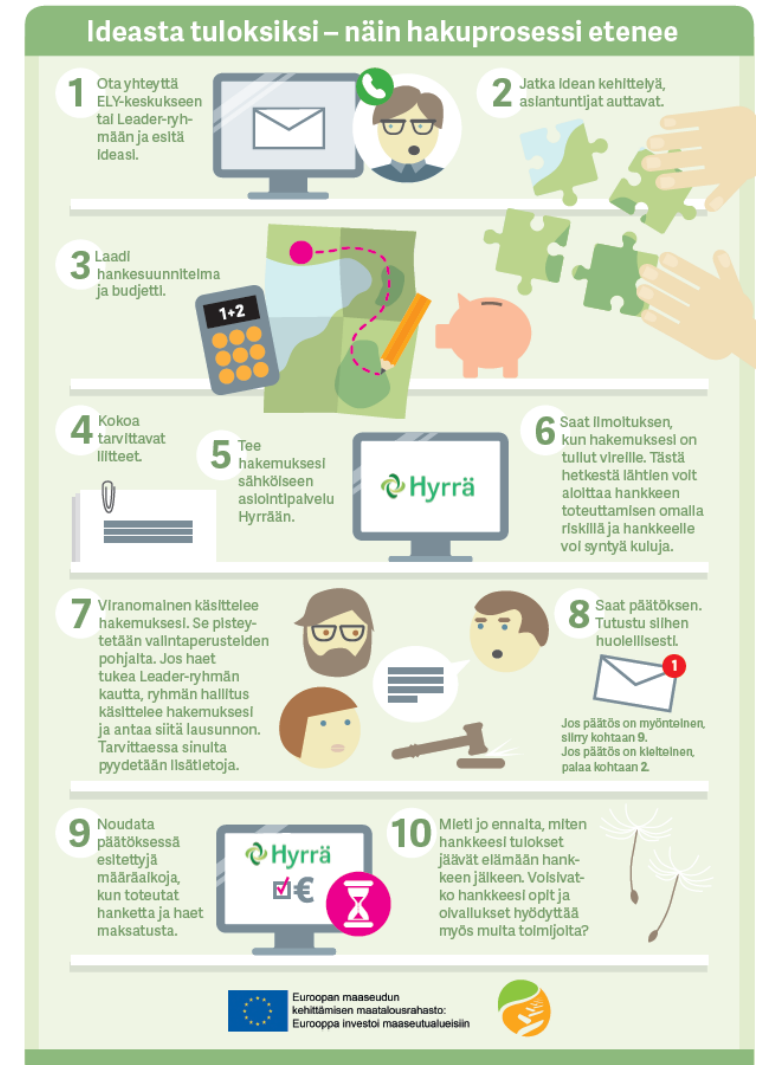 Ideasta tuloksiksi – näin hakuprosessi etenee
1
Ota yhteyttä
ELY-keskukseen
tai Leader-ryh-
mään ja esitä
ideasi.
2
Jatka idean kehittelyä,
asiantuntijat auttavat.
3
Laadi
hankesuunnitelma
ja budjetti.
1+2
4
Kokoa
tarvittavat
liitteet.
5
Tee
hakemuksesi
sähköiseen
asiointipalvelu
Hyrrään.
Hyrrä
6
Saat ilmoituksen,
kun hakemuksesi on
tullut vireille. Tästä
hetkestä lähtien voit
aloittaa hankkeen
toteuttamisen omalla
riskillä ja hankkeelle
voi syntyä kuluja.
7
Viranomainen käsittelee
hakemuksesi. Se pistey-
tetään valintaperusteiden
pohjalta. Jos haet
tukea Leader-ryhmän
kautta, ryhmän hallitus
käsittelee hakemuksesi
ja antaa siitä lausunnon.
Tarvittaessa sinulta
pyydetään lisätietoja.
8
Saat päätöksen.
Tutustu siihen
huolellisesti.
1
Jos päätös on myönteinen,
siirry kohtaan 9.
Jos päätös on kielteinen,
palaa kohtaan 2.
9
Noudata
päätöksessä
esitettyjä
määräaikoja,
kun toteutat
hanketta ja haet
maksatusta.
Hyrrä
€
10
Mieti jo ennalta, miten
hankkeesi tulokset
jäävät elämään hank-
keen jälkeen. Voisivat-
ko hankkeesi opit ja
oivallukset hyödyttää
myös muita toimijoita?
Euroopan maaseudun
kehittämisen maatalousrahasto:
Eurooppa investoi maaseutualueisiin